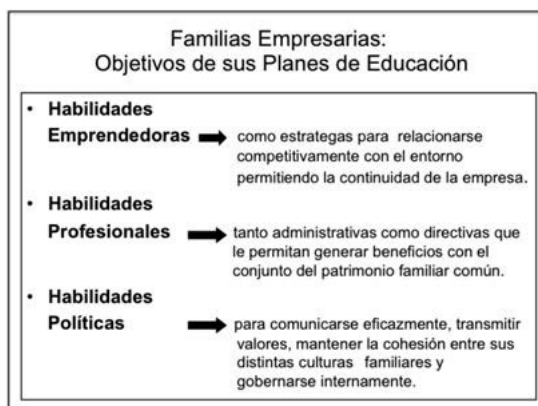 Familias Empresarias:
Objetivos de sus Planes de Educación
• Habilidades
Emprendedoras como estrategas para relacionarse
competitivamente con el entorno
permitiendo la continuidad de la empresa.
• Habilidades
Profesionales tanto administrativas como directivas que
le permitan generar beneficios con el
conjunto del patrimonio familiar común.
• Habilidades
Políticas para comunicarse eficazmente, transmitir
valores, mantener la cohesión entre sus
distintas culturas familiares y
gobernarse internamente.